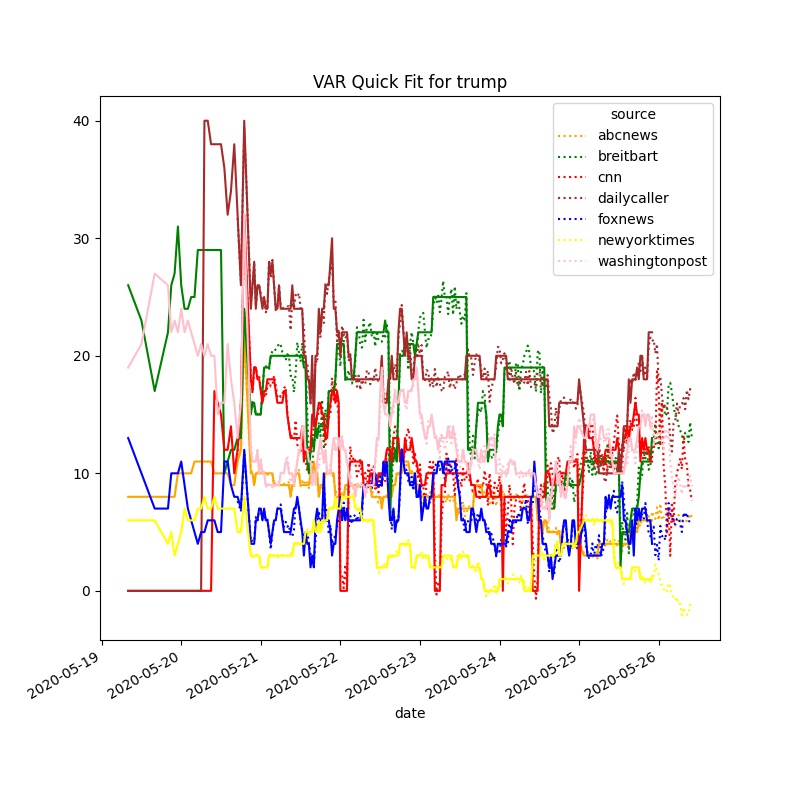 VAR Quick Fit for trump
40
30
20
10
0
source
abcnews
breitbart
cnn
dailycaller
foxnews
newyorktimes
washingtonpost
2020-05-19
2020-05-20
2020-05-21
2020-05-22
2020-05-23
2020-05-24
2020-05-25
2020-05-26
date